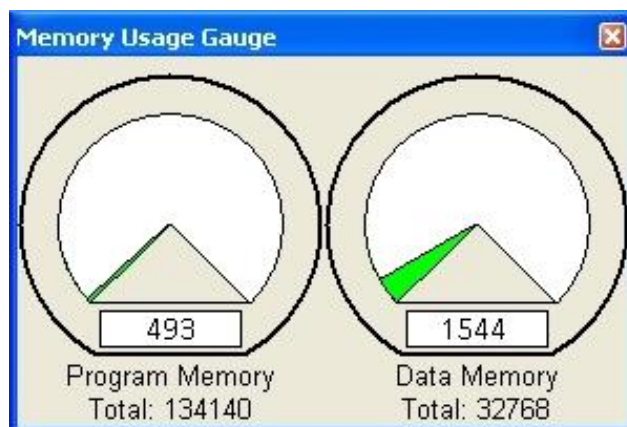 Memory Usage Gauge
493
1544
Program Memory
Total: 134140
Data Memory
Total: 32768